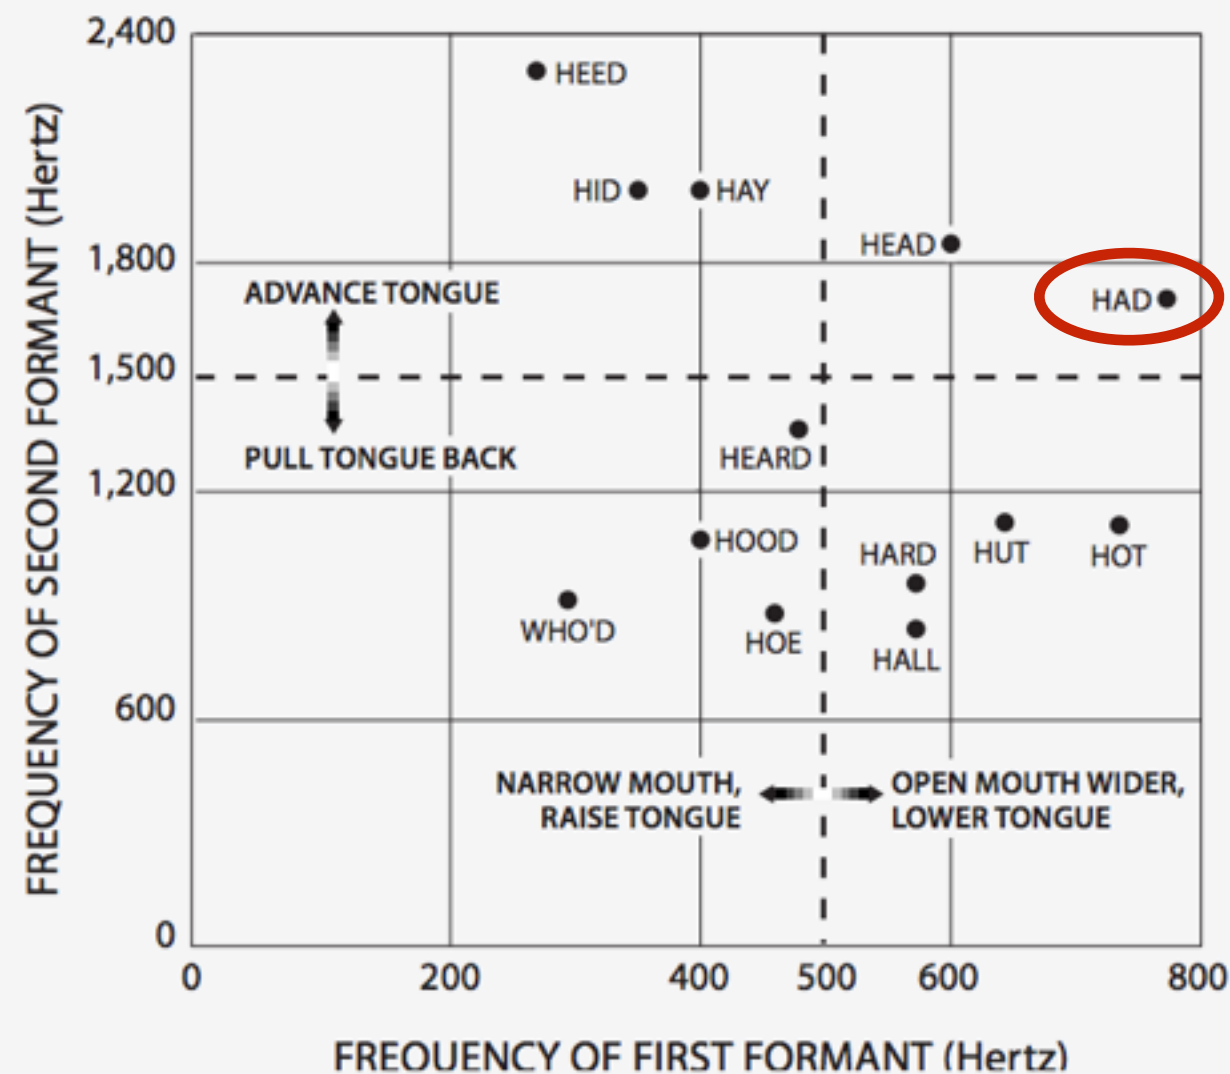 2,400
HEED
HID
HAY
HEAD
1,800
ADVANCE TONGUE
HAD
1,500
HEARD
PULL TONGUE BACK
1,200
HOOD
HARD
HUT
HOT
WHO'D
HOE
HALL
600
NARROW MOUTH,
RAISE TONGUE
OPEN MOUTH WIDER,
LOWER TONGUE
0
0
200
400
500
600
800
FREQUENCY OF SECOND FORMANT (Hertz)
FREQUENCY OF FIRST FORMANT (Hertz)